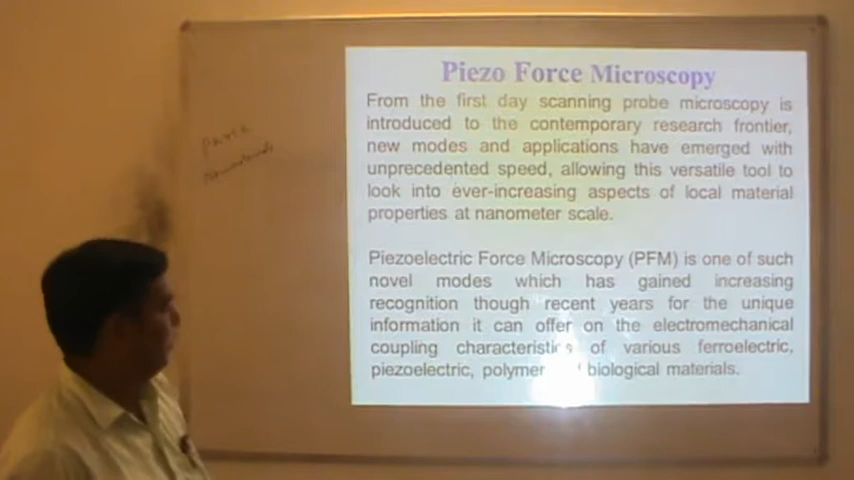 Piezo Force Microscopy
From the first day scanning probe microscopy is
introduced to the contemporary research frontier,
new modes and applications have emerged with
unprecedented speed, allowing this versatile tool to
look into ever-increasing aspects of local material
properties at nanometer scale.
Piezoelectric Force Microscopy (PFM) is one of such
novel modes which has gained increasing
recognition though recent years for the unique
information it can offer on the electromechanical
coupling characteristics of various ferroelectric,
piezoelectric, polymer biological materials.